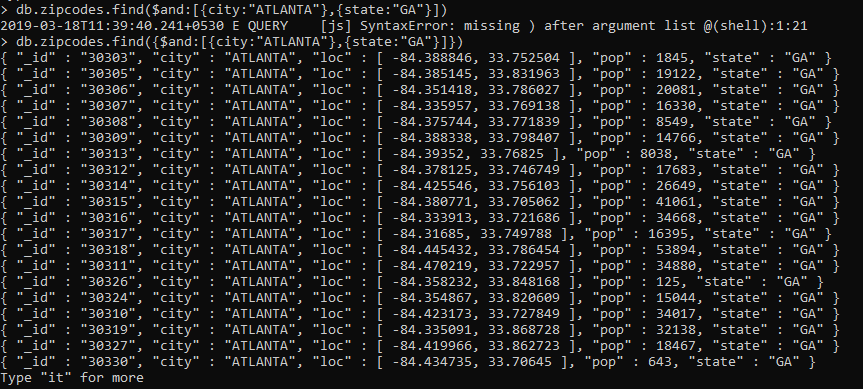 > db.zipcodes.find($and:[{city:"ATLANTA"},{state:"GA"}])
2019-03-18T11:39:40.241+0530 E QUERY    [js] SyntaxError: missing ) after argument list @(shell):1:21
> db.zipcodes.find({$and:[{city:"ATLANTA"},{state:"GA"}]})
{ "_id" : "30303", "city" : "ATLANTA", "loc" : [ -84.388846, 33.752504 ], "pop" : 1845, "state" : "GA" }
{ "_id" : "30305", "city" : "ATLANTA", "loc" : [ -84.385145, 33.831963 ], "pop" : 19122, "state" : "GA" }
{ "_id" : "30306", "city" : "ATLANTA", "loc" : [ -84.351418, 33.786027 ], "pop" : 20081, "state" : "GA" }
{ "_id" : "30307", "city" : "ATLANTA", "loc" : [ -84.335957, 33.769138 ], "pop" : 16330, "state" : "GA" }
{ "_id" : "30308", "city" : "ATLANTA", "loc" : [ -84.375744, 33.771839 ], "pop" : 8549, "state" : "GA" }
{ "_id" : "30309", "city" : "ATLANTA", "loc" : [ -84.388338, 33.798407 ], "pop" : 14766, "state" : "GA" }
{ "_id" : "30313", "city" : "ATLANTA", "loc" : [ -84.39352, 33.76825 ], "pop" : 8038, "state" : "GA" }
{ "_id" : "30312", "city" : "ATLANTA", "loc" : [ -84.378125, 33.746749 ], "pop" : 17683, "state" : "GA" }
{ "_id" : "30314", "city" : "ATLANTA", "loc" : [ -84.425546, 33.756103 ], "pop" : 26649, "state" : "GA" }
{ "_id" : "30315", "city" : "ATLANTA", "loc" : [ -84.380771, 33.705062 ], "pop" : 41061, "state" : "GA" }
{ "_id" : "30316", "city" : "ATLANTA", "loc" : [ -84.333913, 33.721686 ], "pop" : 34668, "state" : "GA" }
{ "_id" : "30317", "city" : "ATLANTA", "loc" : [ -84.31685, 33.749788 ], "pop" : 16395, "state" : "GA" }
{ "_id" : "30318", "city" : "ATLANTA", "loc" : [ -84.445432, 33.786454 ], "pop" : 53894, "state" : "GA" }
{ "_id" : "30311", "city" : "ATLANTA", "loc" : [ -84.470219, 33.722957 ], "pop" : 34880, "state" : "GA" }
{ "_id" : "30326", "city" : "ATLANTA", "loc" : [ -84.358232, 33.848168 ], "pop" : 125, "state" : "GA" }
{ "_id" : "30324", "city" : "ATLANTA", "loc" : [ -84.354867, 33.820609 ], "pop" : 15044, "state" : "GA" }
{ "_id" : "30310", "city" : "ATLANTA", "loc" : [ -84.423173, 33.727849 ], "pop" : 34017, "state" : "GA" }
{ "_id" : "30319", "city" : "ATLANTA", "loc" : [ -84.335091, 33.868728 ], "pop" : 32138, "state" : "GA" }
{ "_id" : "30327", "city" : "ATLANTA", "loc" : [ -84.419966, 33.862723 ], "pop" : 18467, "state" : "GA" }
{ "_id" : "30330", "city" : "ATLANTA", "loc" : [ -84.434735, 33.70645 ], "pop" : 643, "state" : "GA" }
Type "it" for more